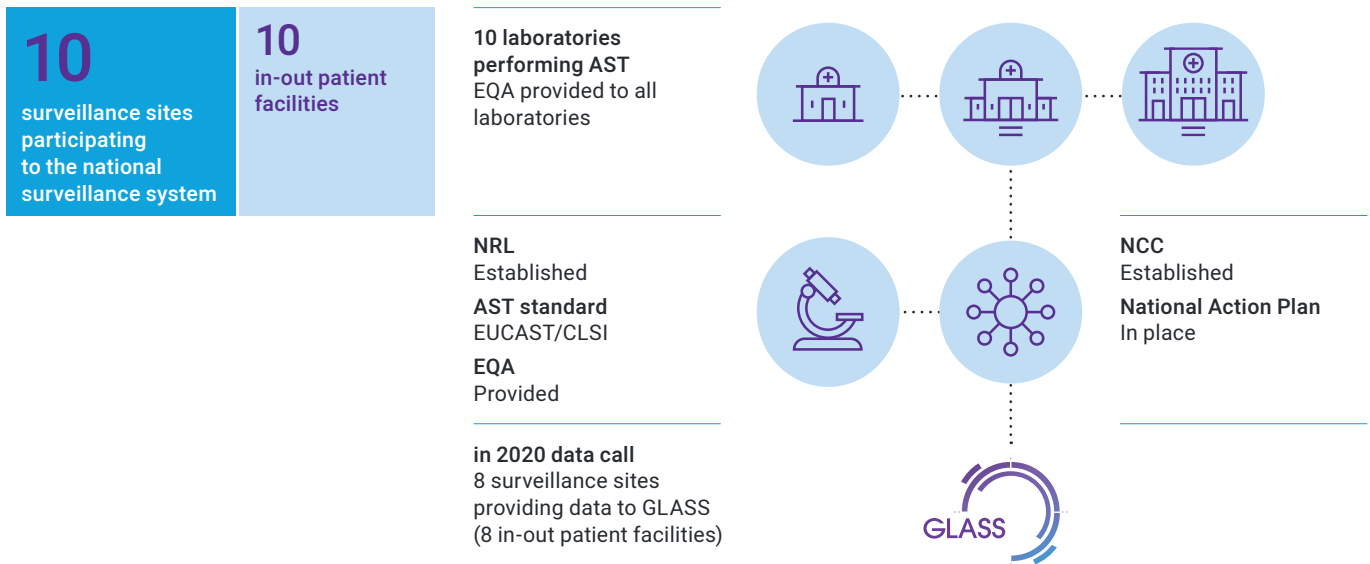 10
surveillance sites
participating
to the national
surveillance system
10
in-out patient
facilities
10 laboratories
performing AST
EQA provided to all
laboratories
NRL
Established
AST standard
EUCAST/CLSI
EQA
Provided
NCC
Established
National Action Plan
In place
in 2020 data call
8 surveillance sites
providing data to GLASS
(8 in-out patient facilities)
GLASS